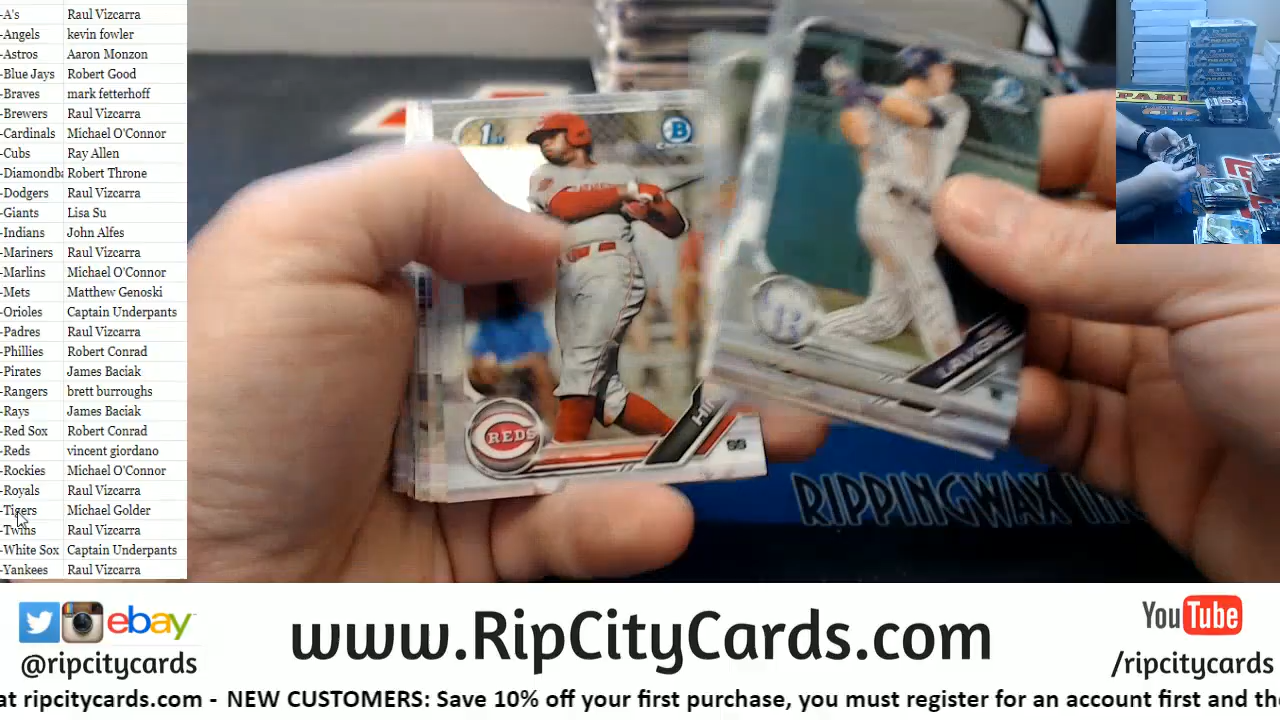 -A's Raul Vizcarra
-Angels kevin fowler
-Astros Aaron Monzon
-Blue Jays Robert Good
-Braves mark fetterhoff
-Brewers Raul Vizcarra
-Cardinals Michael O'Connor
-Cubs Ray Allen
-Diamondba Robert Throne
-Dodgers Raul Vizcarra
-Giants Lisa Su
-Indians John Alfes
-Mariners Raul Vizcarra
-Marlins Michael O'Connor
-Mets Matthew Genoski
-Orioles Captain Underpants
-Padres Raul Vizcarra
-Phillies Robert Conrad
-Pirates James Baciak
-Rangers brett burroughs
-Rays James Baciak
-Red Sox Robert Conrad
-Reds vincent giordano
-Rockies Michael O'Connor
-Royals Raul Vizcarra
-Tigers Michael Golder
-Twins Raul Vizcarra
-White Sox Captain Underpants
-Yankees Raul Vizcarra
1st
B
REDS
SS
RIPPINGWAX
ebay
@ripcitycards
www.RipCityCards.com
YouTube
/ripcitycards
at ripcitycards.com - NEW CUSTOMERS: Save 10% off your first purchase, you must register for an account first and the